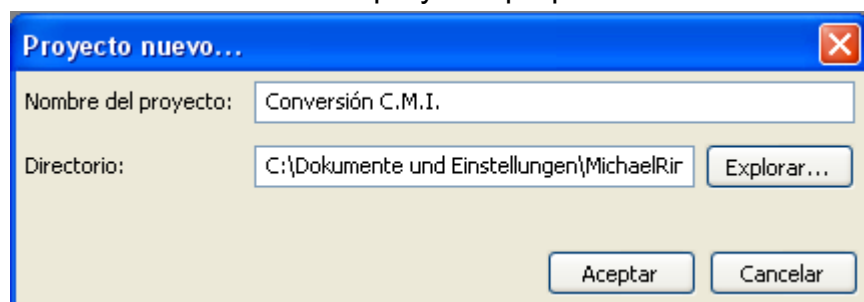 Proyecto nuevo...
Nombre del proyecto: Conversión C.M.I.
Directorio: C:\Dokumente und Einstellungen\MichaelRir Explorar...
Aceptar Cancelar